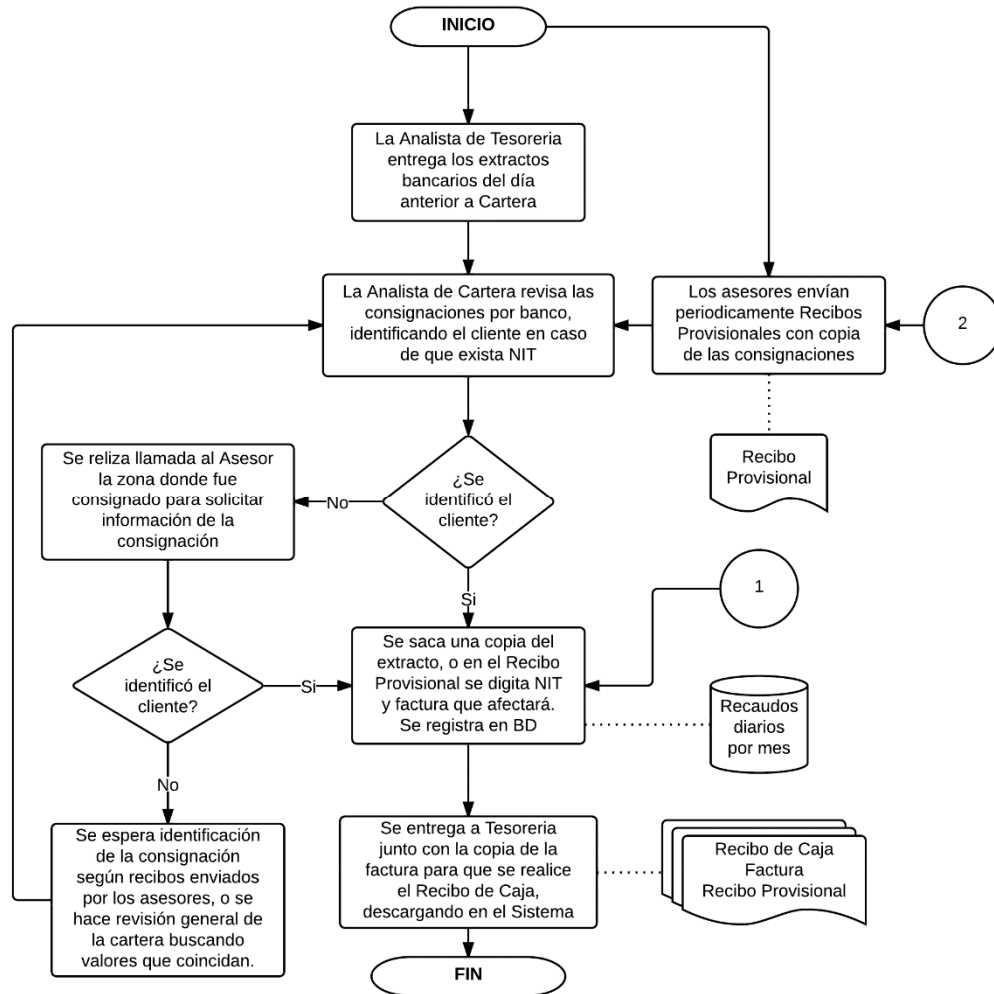 INICIO
La Analista de Tesoreria
entrega los extractos
bancarios del día
anterior a Cartera
La Analista de Cartera revisa las
consignaciones por banco,
identificando el cliente en caso
de que exista NIT
Los asesores envían
periodicamente Recibos
Provisionales con copia
de las consignaciones
2
Recibo
Provisional
¿Se
identificó el
cliente?
No
Se reliza llamada al Asesor
la zona donde fue
consignado para solicitar
información de la
consignación
Si
1
¿Se
identificó el
cliente?
Si
Se saca una copia del
extracto, o en el Recibo
Provisional se digita NIT
y factura que afectará.
Se registra en BD
Recaudos
diarios
por mes
No
Se espera identificación
de la consignación
según recibos enviados
por los asesores, o se
hace revisión general de
la cartera buscando
valores que coincidan.
Se entrega a Tesoreria
junto con la copia de la
factura para que se realice
el Recibo de Caja,
descargando en el Sistema
Recibo de Caja
Factura
Recibo Provisional
FIN